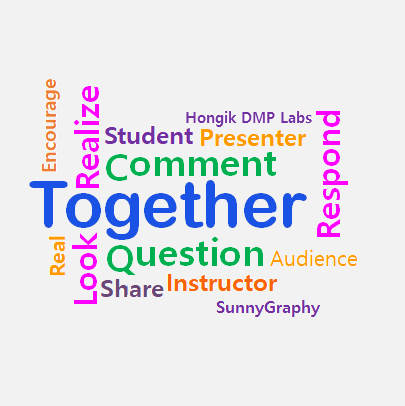 Encourage
Realize
Hongik DMP Labs
Student
Presenter
Respond
Comment
Together
Real
Look
Question
Audience
Share
Instructor
SunnyGraphy